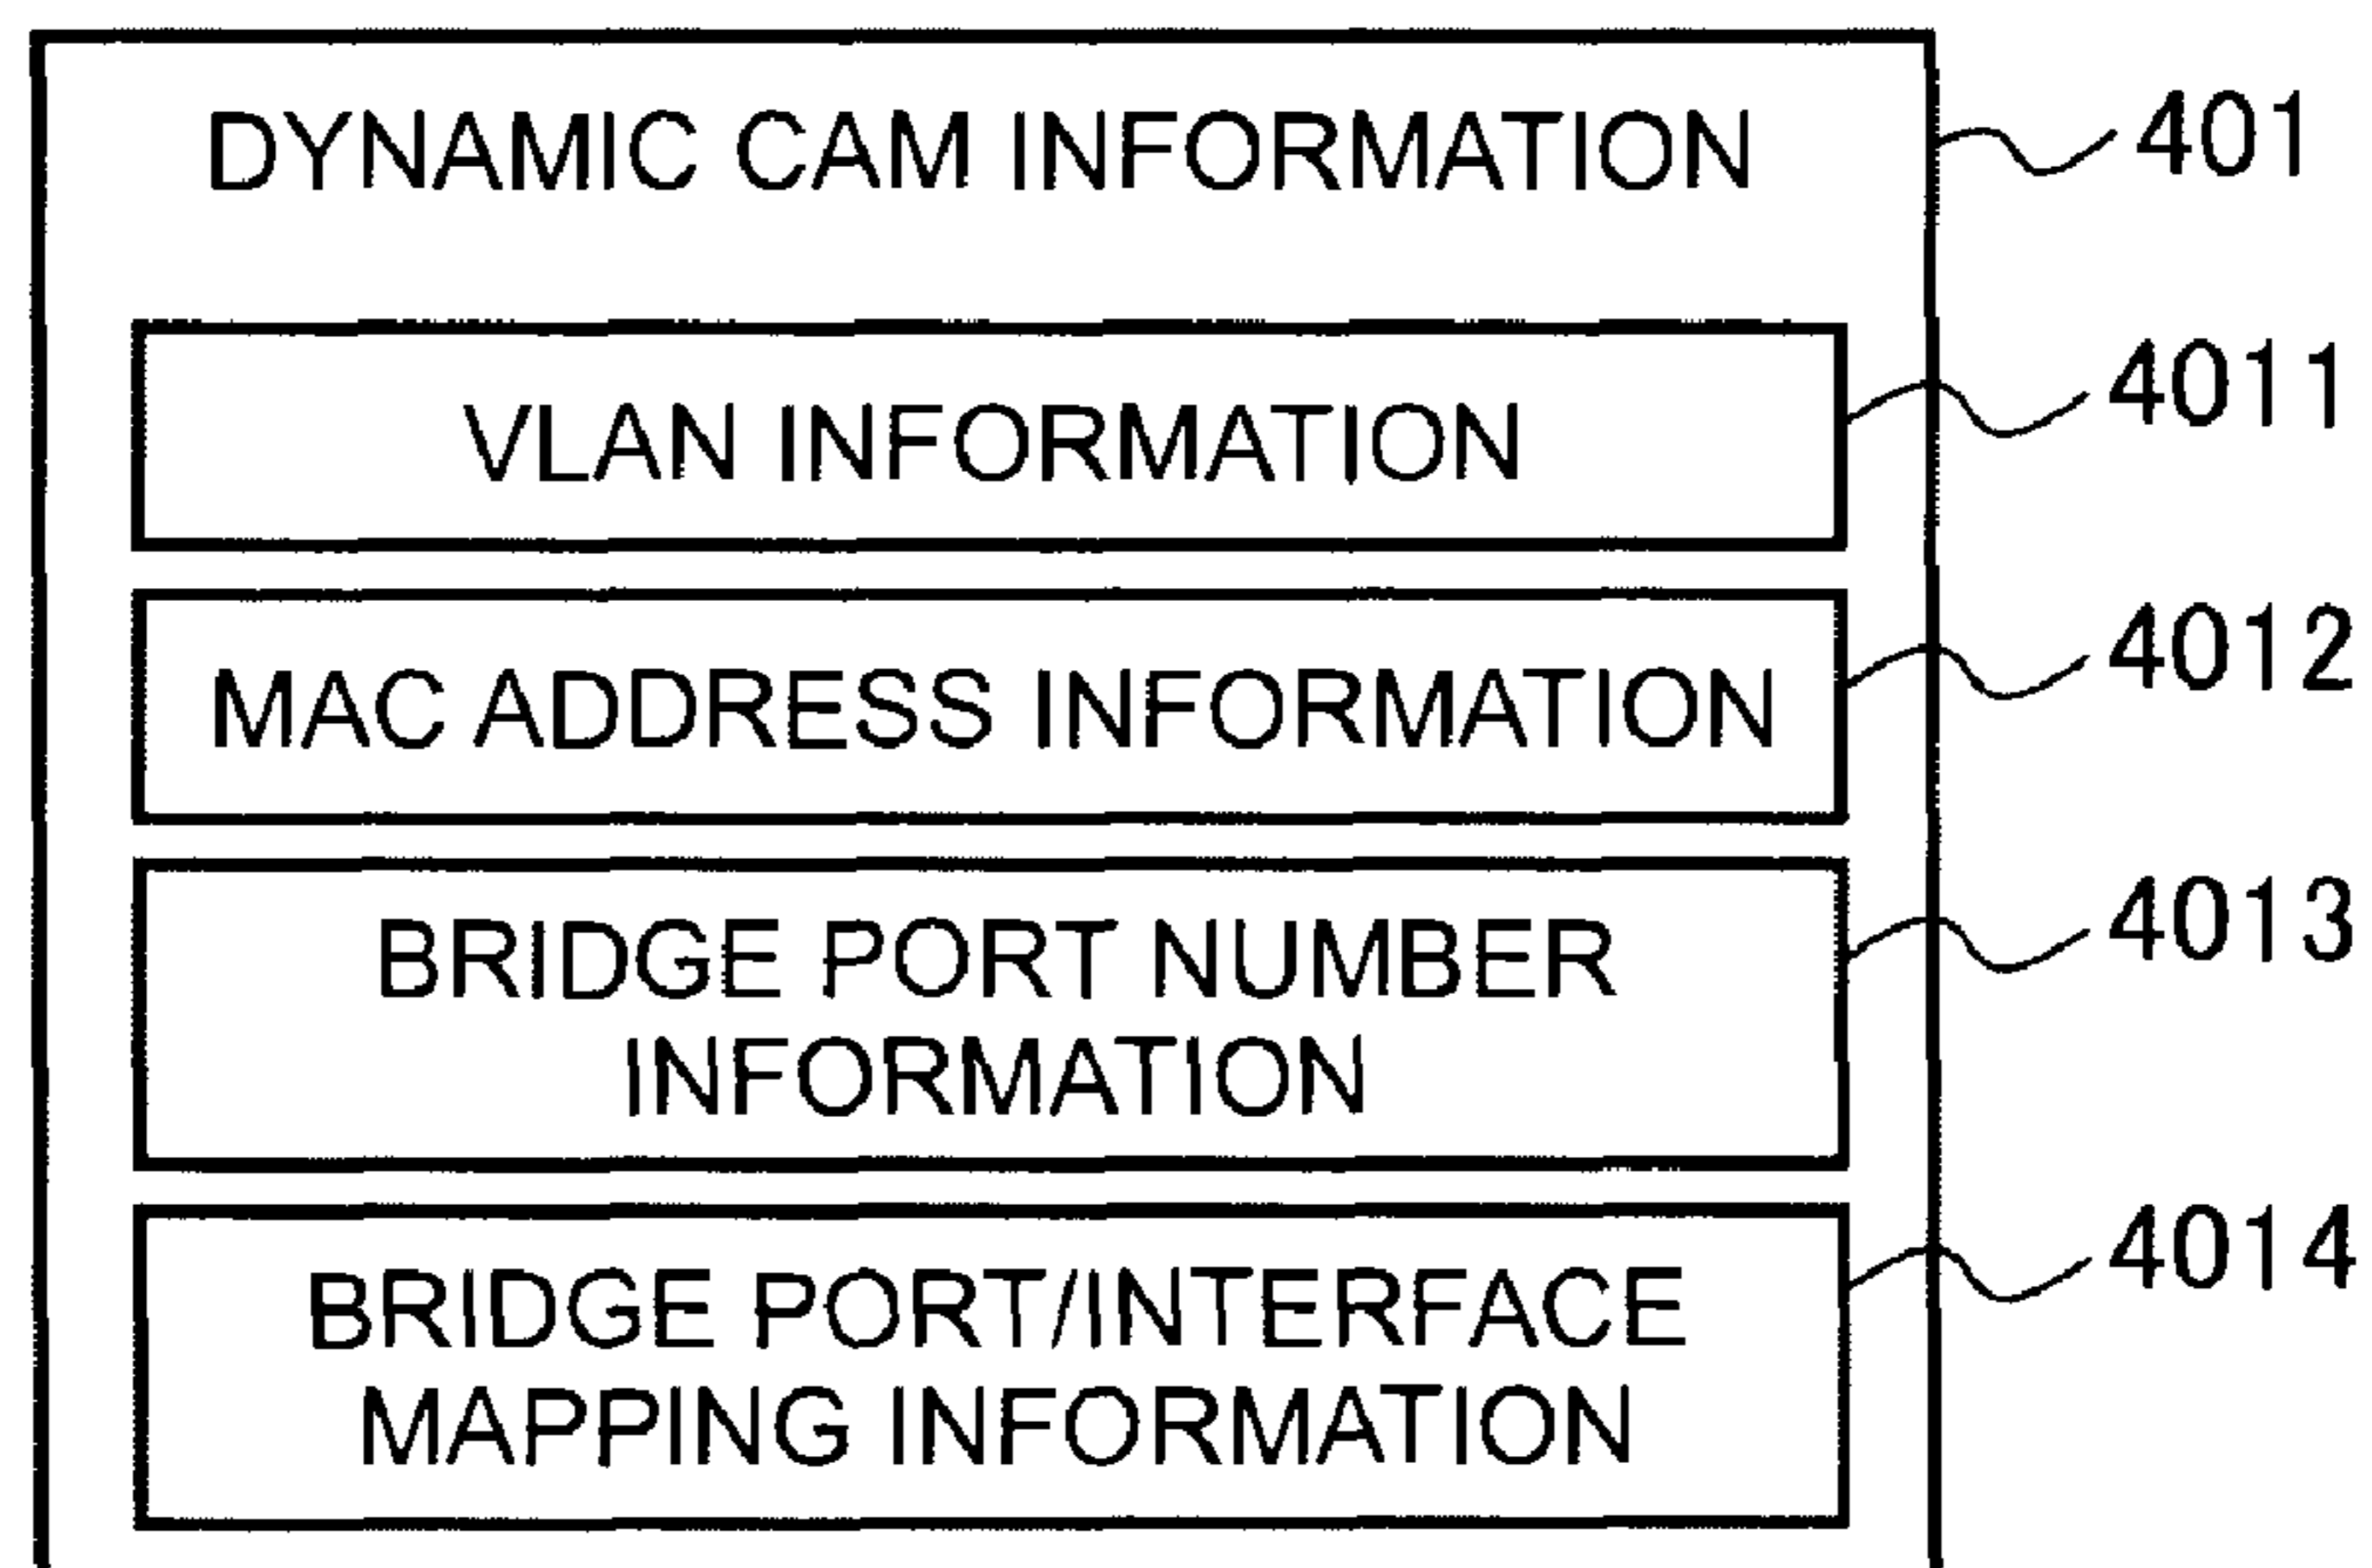 DYNAMIC CAM INFORMATION 401
VLAN INFORMATION 4011
MAC ADDRESS INFORMATION 4012
BRIDGE PORT NUMBER 4013
INFORMATION
BRIDGE PORT/INTERFACE 4014
MAPPING INFORMATION